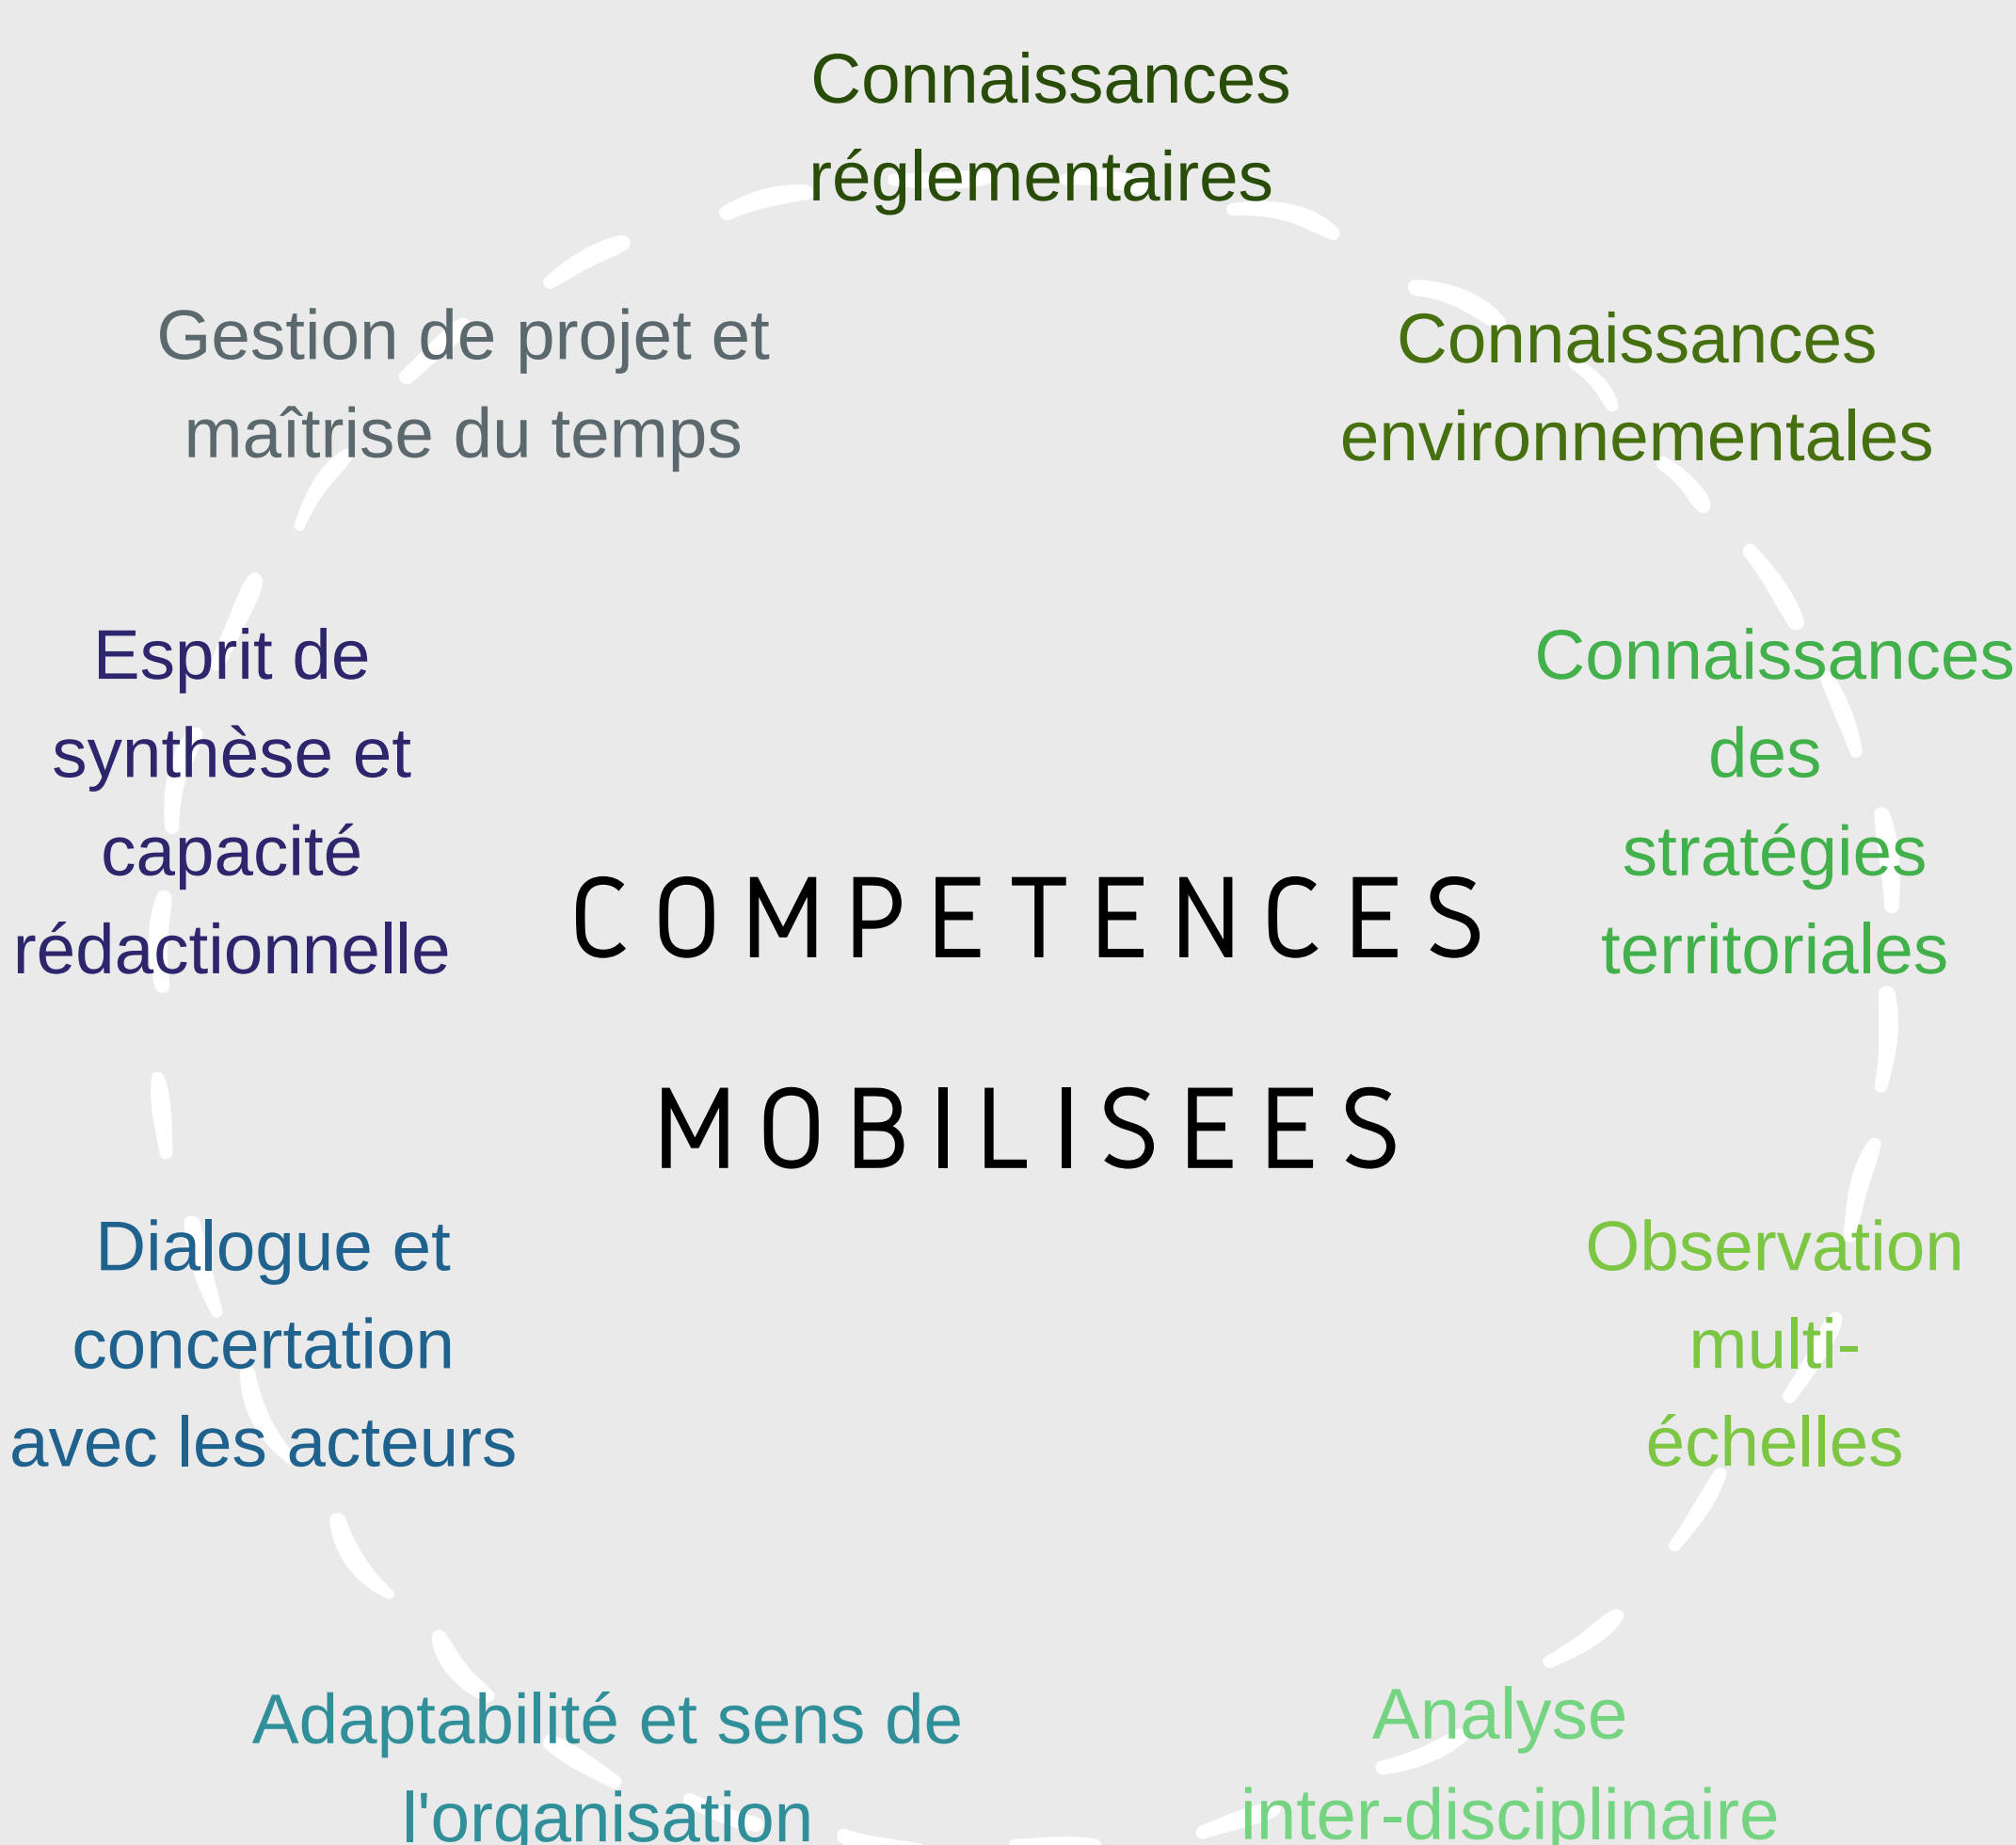 Connaissances
réglementaires
Gestion de projet et
maîtrise du temps
Connaissances
environnementales
Esprit de
synthèse et
capacité
rédactionnelle
Connaissances
des
stratégies
territoriales
COMPETENCES
MOBILISEES
Dialogue et
concertation
avec les acteurs
Observation
multi-
échelles
Adaptabilité et sens de
l'organisation
Analyse
inter-disciplinaire